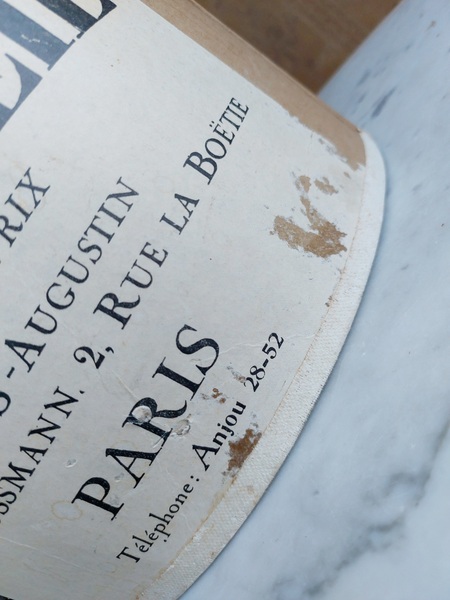 RIX
-AUGUSTIN
SSMANN. 2, RUE LA BOËTIE
PARIS
Téléphone: Anjou 28-52